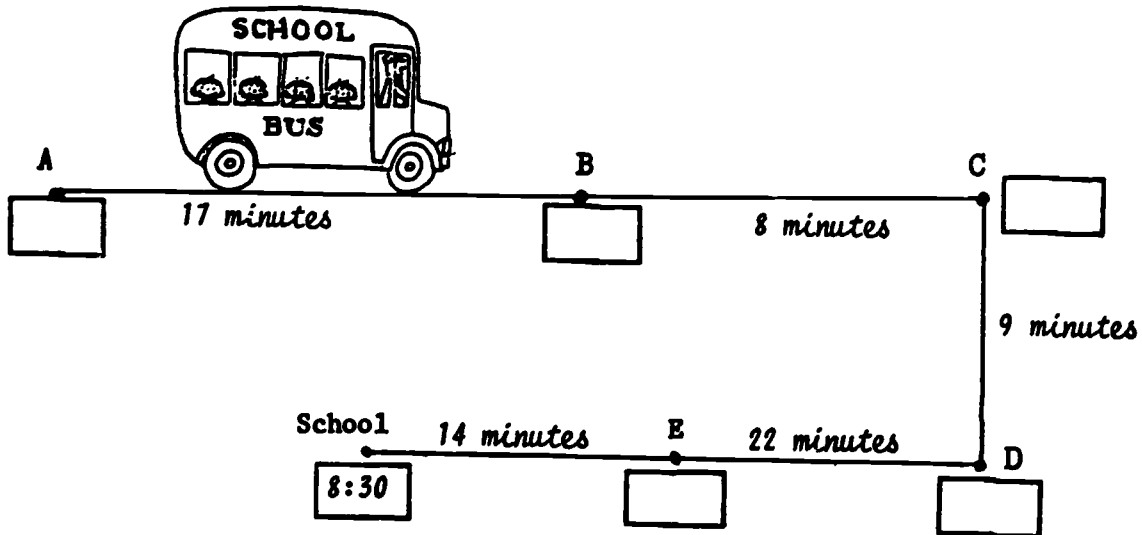 SCHOOL
BUS
A
B
C
17 minutes
8 minutes
9 minutes
School
14 minutes
E
22 minutes
D
8:30